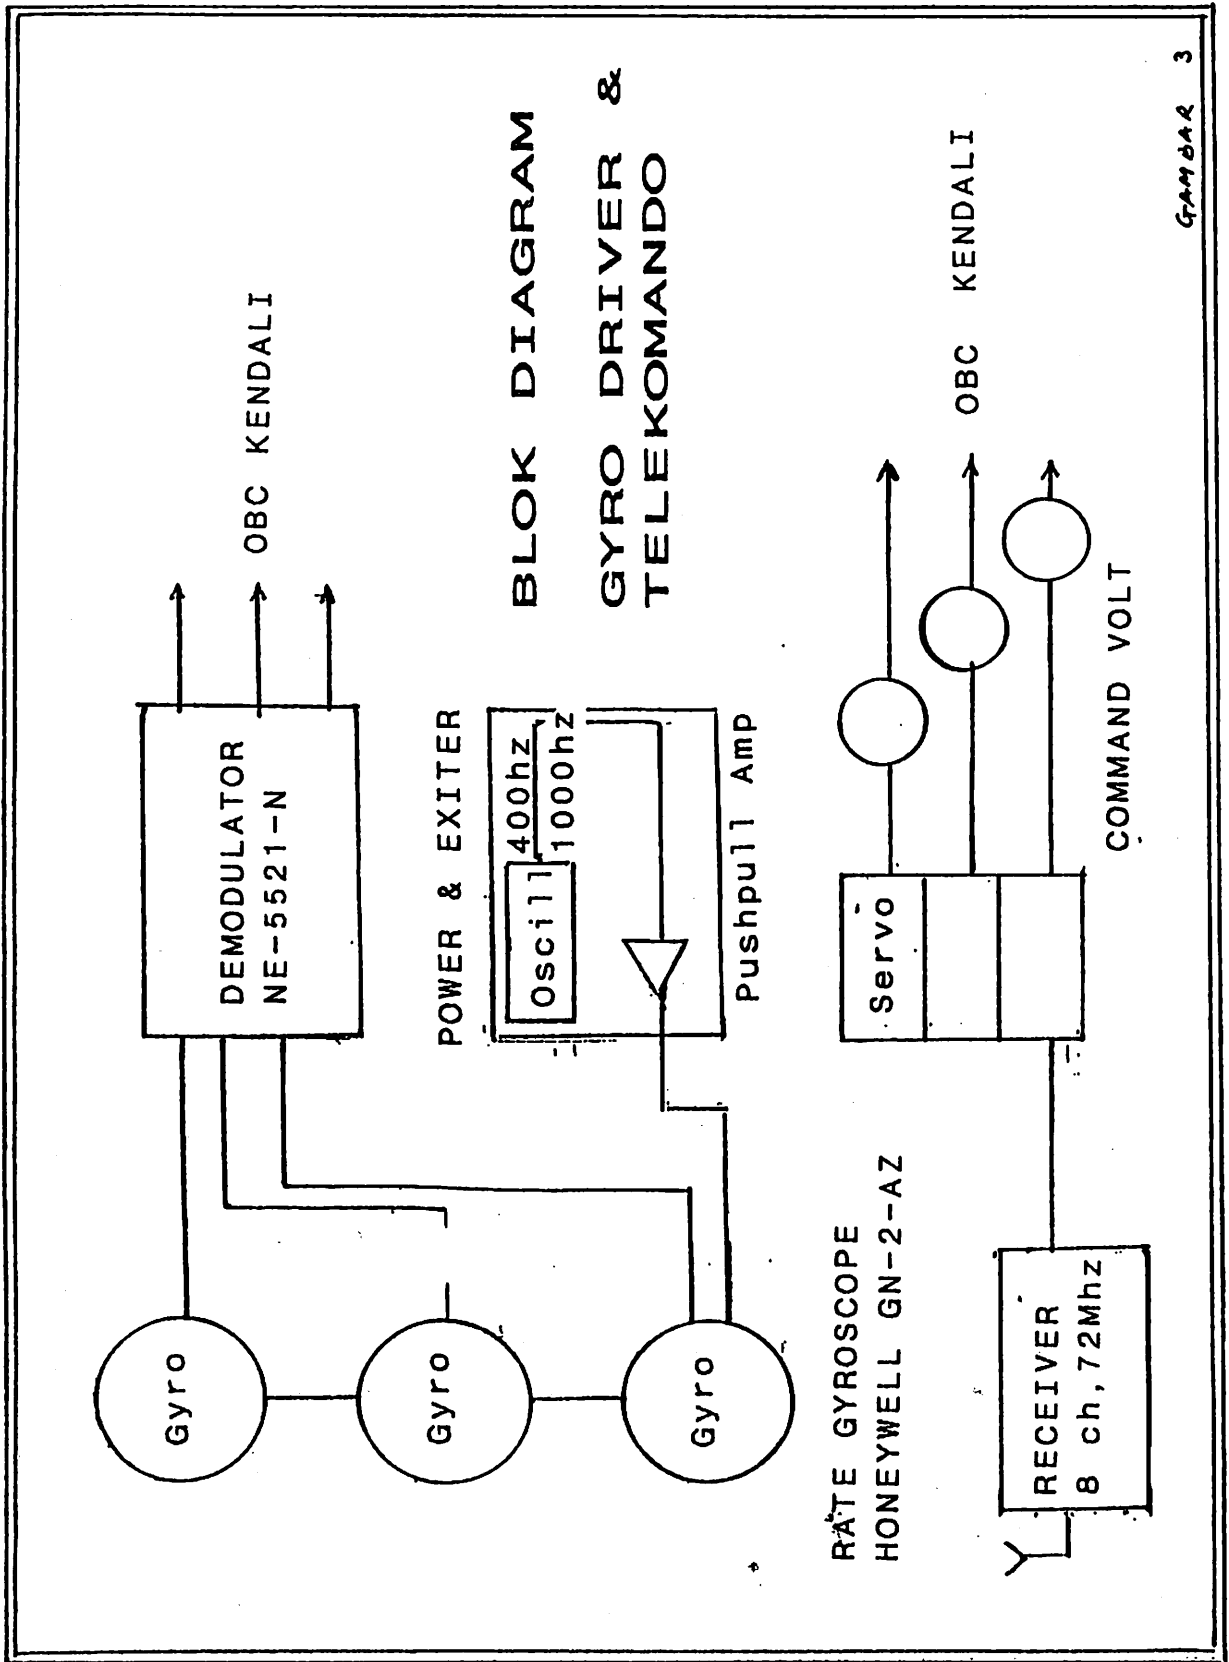 Gyro
Gyro
Gyro
DEMODULATOR
NE-5521-N
OBC KENDALI
POWER & EXITER
Oscill
400hz
1000hz
Pushpull Amp
BLOK DIAGRAM
GYRO DRIVER &
TELEKOMANDO
RATE GYROSCOPE
HONEYWELL GN-2-AZ
RECEIVER
8 ch, 72Mhz
Servo
COMMAND VOLT
OBC KENDALI
GAMBAR 3